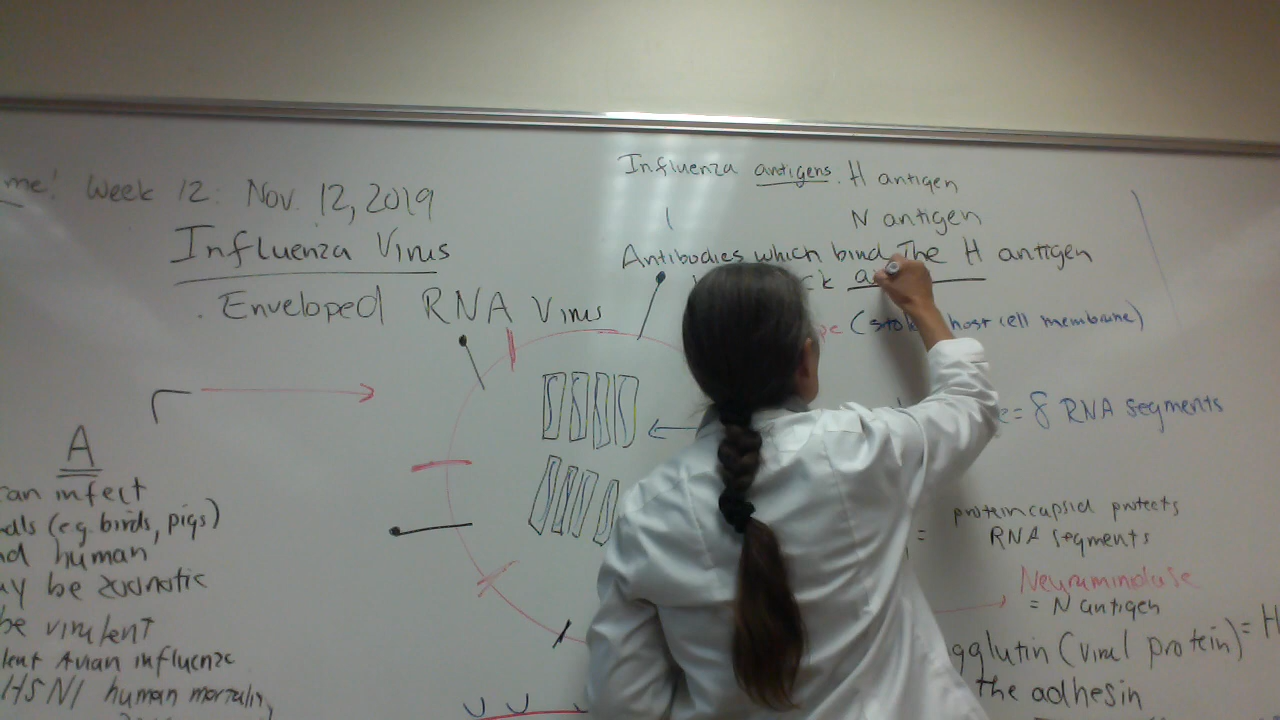 me! Week 12: Nov. 12, 2019
Influenza Virus
. Enveloped RNA Virus
A
can infect
(e.g. birds, pigs)
human
be zoonotic
be virulent
Avian influenza
H5N1 human mortality
Influenza antigens. H antigen
N antigen
Antibodies which bind The H antigen
(host cell membrane)
= 8 RNA segments
protein capsid protects
= RNA segments
Neuraminidase
= N antigen
gglutin (viral protein) = H
the adhesin